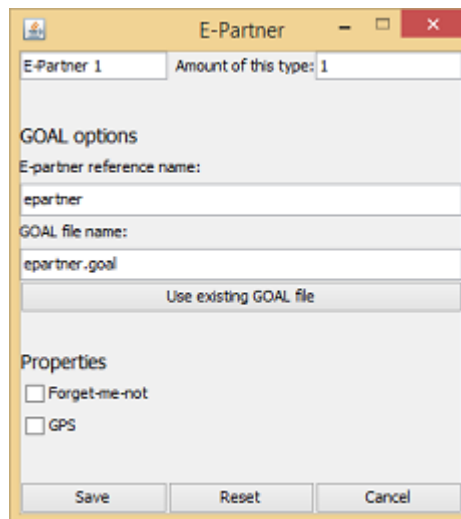 E-Partner
E-Partner 1 Amount of this type: 1
GOAL options
E-partner reference name:
epartner
GOAL file name:
epartner.goal
Use existing GOAL file
Properties
Forget-me-not
GPS
Save Reset Cancel